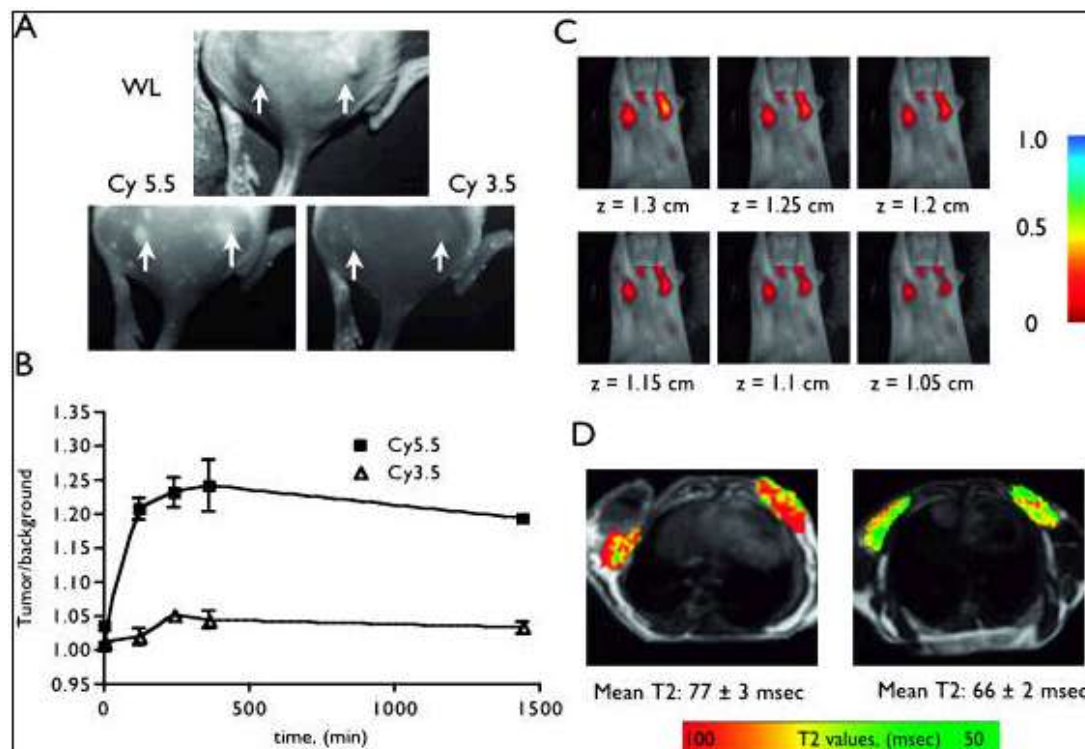 A
WL
Cy 5.5
Cy 3.5
B
1.35
1.30
1.25
1.20
1.15
1.10
1.05
1.00
0.95
Tumor/background
Cy5.5
Cy3.5
0
500
1000
1500
time. (min)
C
z = 1.3 cm
z = 1.25 cm
z = 1.2 cm
z = 1.15 cm
z = 1.1 cm
z = 1.05 cm
1.0
0.5
0
D
Mean T2: 77 ± 3 msec
Mean T2: 66 ± 2 msec
100 T2 values. (msec) 50